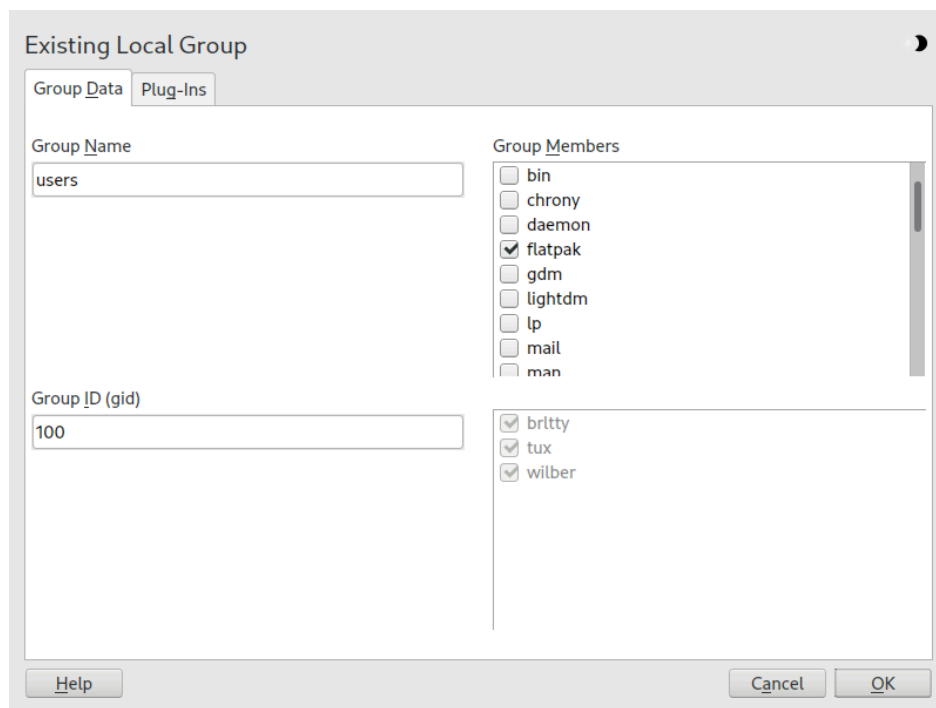 Existing Local Group
Group Data
Plug-Ins
Group Name
users
Group ID (gid)
100
Group Members
bin
chrony
daemon
flatpak
gdm
lightdm
lp
mail
man
brltty
tux
wilber
Help
Cancel
OK